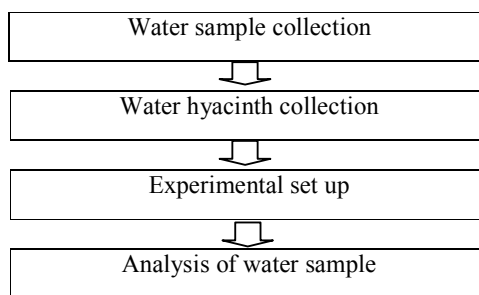 Water sample collection
Water hyacinth collection
Experimental set up
Analysis of water sample